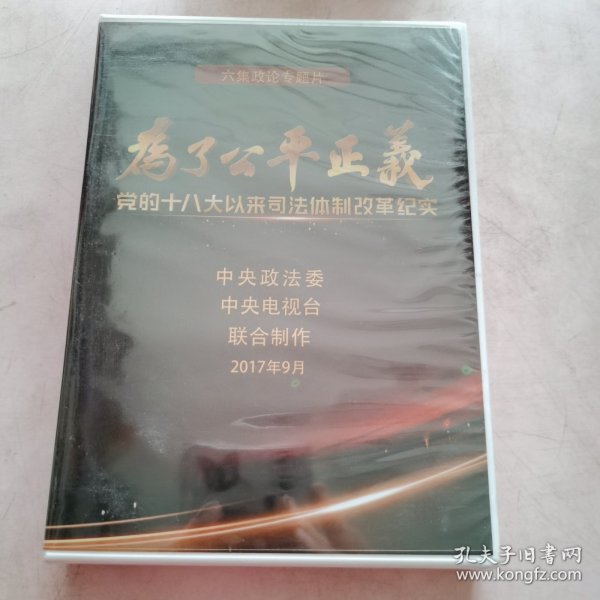 六集政论专题片
為了公平正義
党的十八大以来司法体制改革纪实
中央政法委
中央电视台
联合制作
2017年9月
孔夫子旧书网
www.kongfz.com